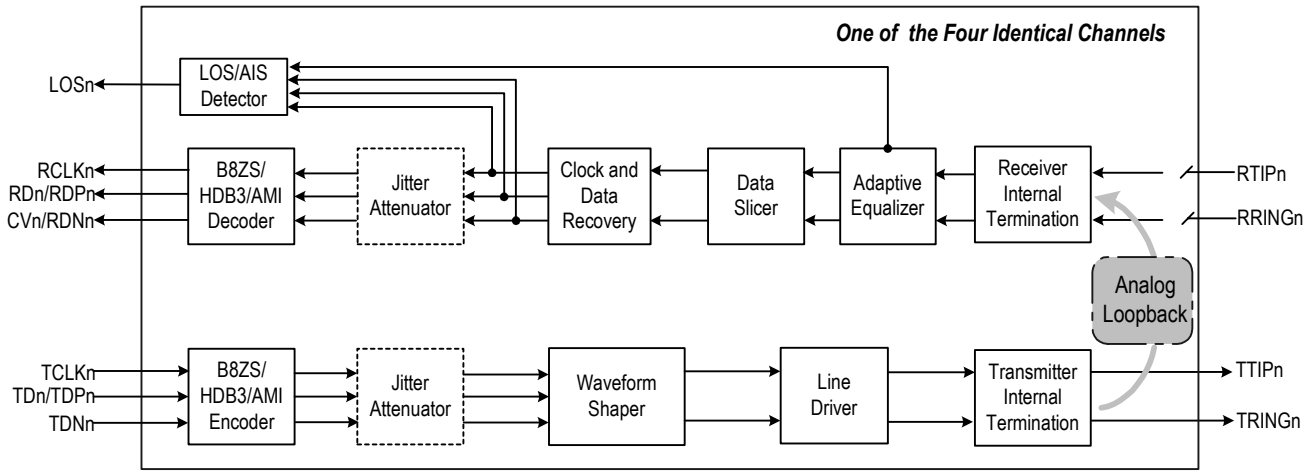 One of the Four Identical Channels
LOSn
LOS/AIS
Detector
RCLKn
RDn/RDPn
CVn/RDNn
B8ZS/
HDB3/AMI
Decoder
Jitter
Attenuator
Clock and
Data
Recovery
Data
Slicer
Adaptive
Equalizer
Receiver
Internal
Termination
RTIPn
RRINGn
Analog
Loopback
TCLKn
TDn/TDPn
TDNn
B8ZS/
HDB3/AMI
Encoder
Jitter
Attenuator
Waveform
Shaper
Line
Driver
Transmitter
Internal
Termination
TTIPn
TRINGn